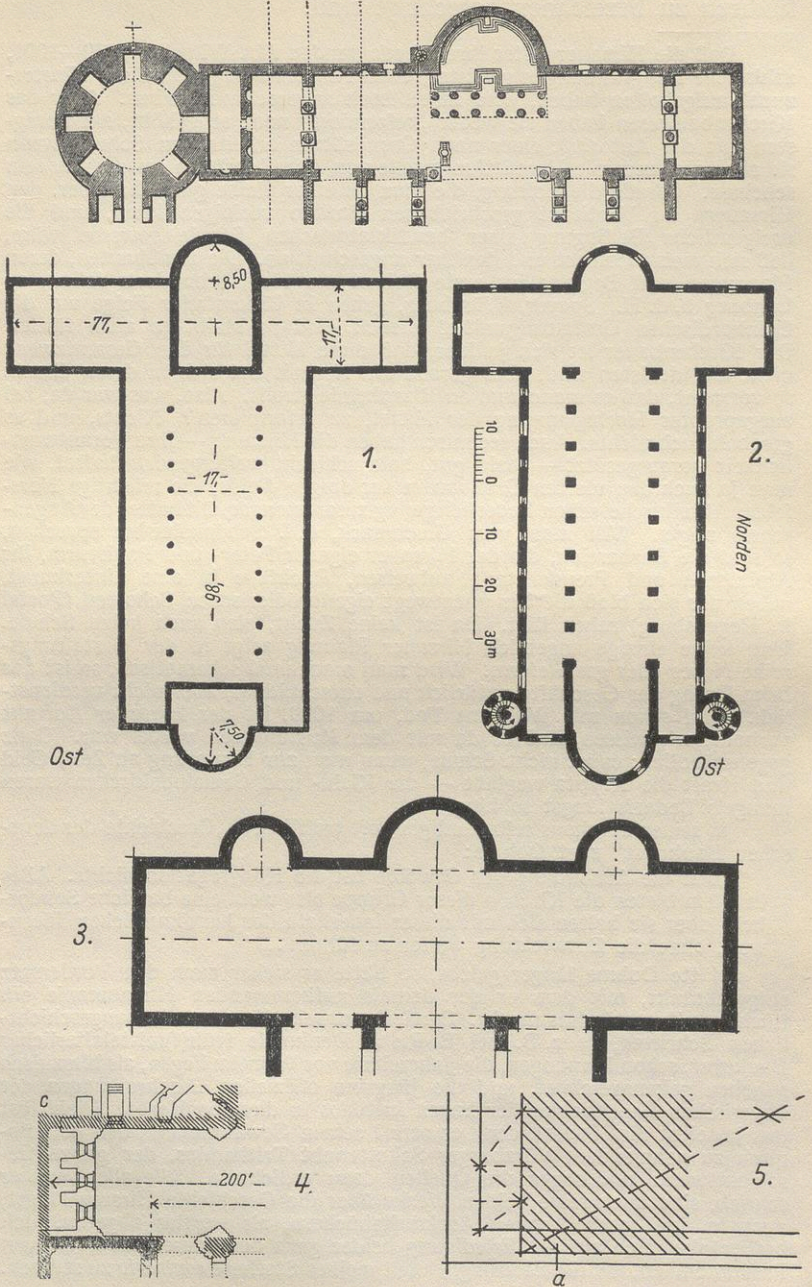 8,50
-77,-
-17,-
1.
-17,-
98,-
7,50
Ost
10
0
10
20
30m
2.
Norden
Ost
3.
c
200'
4.
5.
a